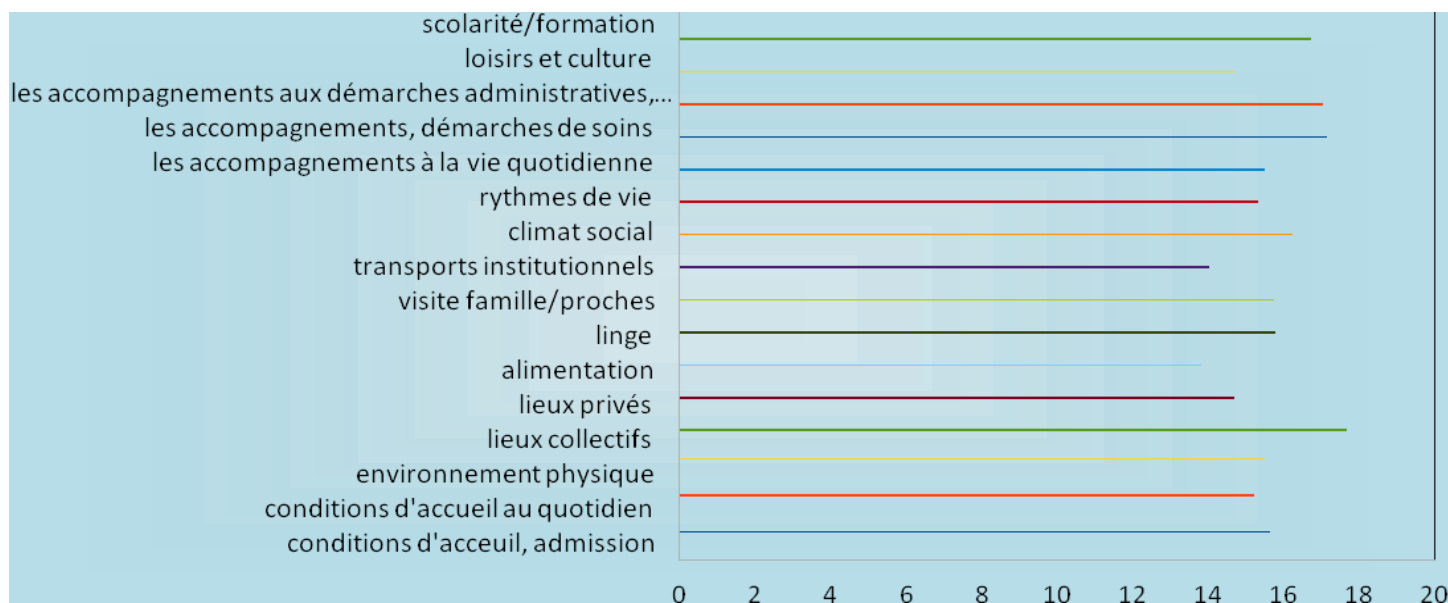 scolarité/formation
loisirs et culture
les accompagnements aux démarches administratives,...
les accompagnements, démarches de soins
les accompagnements à la vie quotidienne
rythmes de vie
climat social
transports institutionnels
visite famille/proches
linge
alimentation
lieux privés
lieux collectifs
environnement physique
conditions d'accueil au quotidien
conditions d'acceuil, admission
0 2 4 6 8 10 12 14 16 18 20